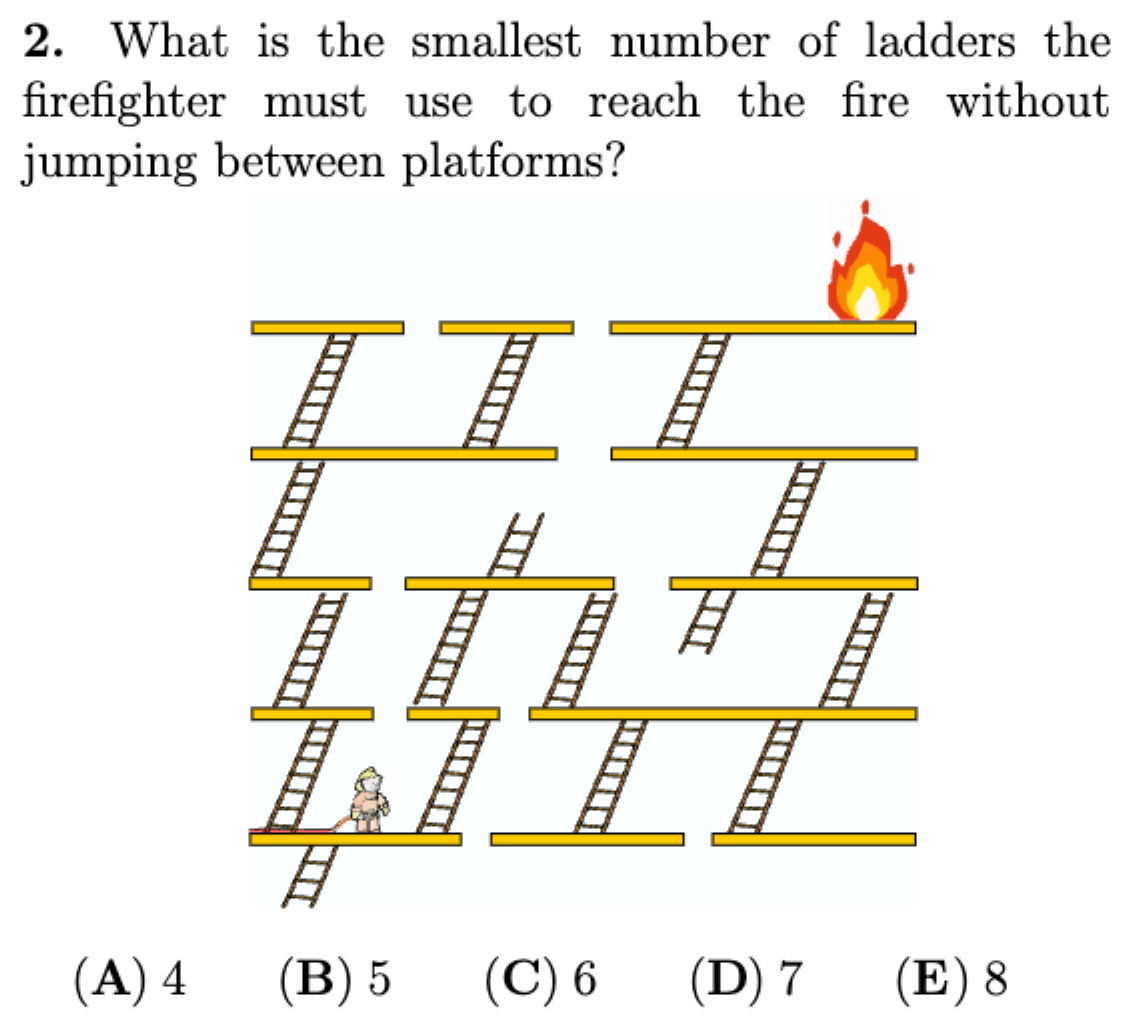 2. What is the smallest number of ladders the
firefighter must use to reach the fire without
jumping between platforms?
(A) 4 (B) 5 (C) 6 (D) 7 (E) 8